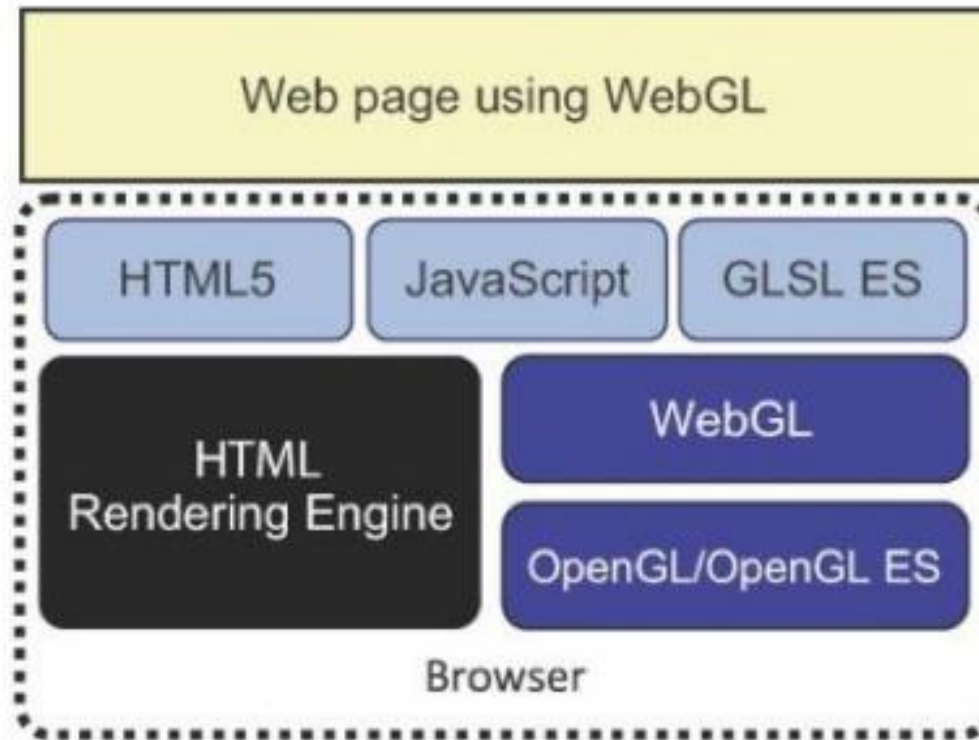 Web page using WebGL
HTML5
JavaScript
GLSL ES
HTML
Rendering Engine
WebGL
OpenGL/OpenGL ES
Browser